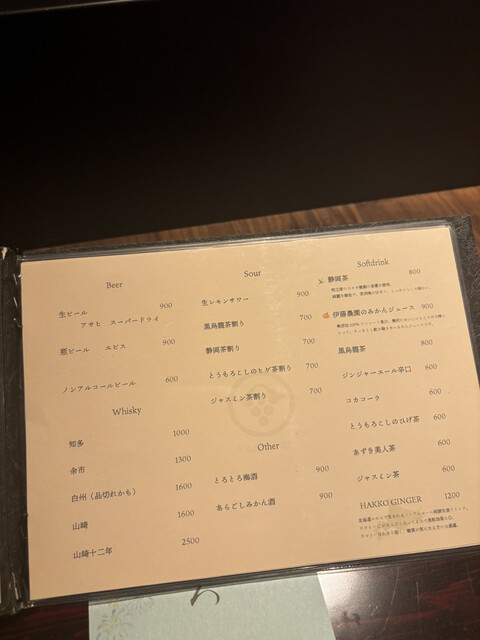 Beer
生ビール 900
アサヒ スーパードライ
瓶ビール エビス 900
ノンアルコールビール 600
Whisky
知多 1000
余市 1300
白州（品切れかも） 1600
山崎 1600
山崎十二年 2500
Sour
生レモンサワー 900
黒烏龍茶割り 700
静岡茶割り 700
とうもろこしのヒゲ茶割り 700
ジャスミン茶割り 700
Other
とろとろ梅酒 900
あらごしみかん酒 900
Softdrink
静岡茶 800
伊藤農園のみかんジュース 900
黒烏龍茶 800
ジンジャーエール辛口 600
コカコーラ 600
とうもろこしのひげ茶 600
あずき美人茶 600
ジャスミン茶 600
HAKKO GINGER 1200